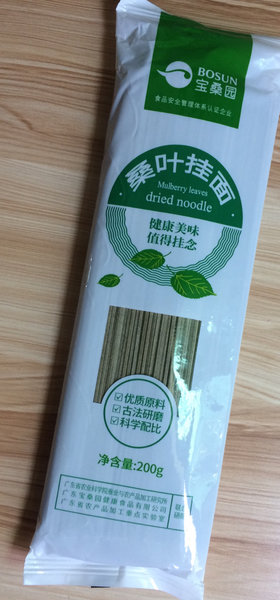 BOSUN
宝桑园
食品安全管理体系认证企业
桑叶挂面
Mulberry leaves
dried noodle
健康美味
值得挂念
优质原料
古法研磨
科学配比
净含量:200g
广东省农业科学院蚕业与农产品加工研究所
广东宝桑园健康食品有限公司
广东省农产品加工重点实验室